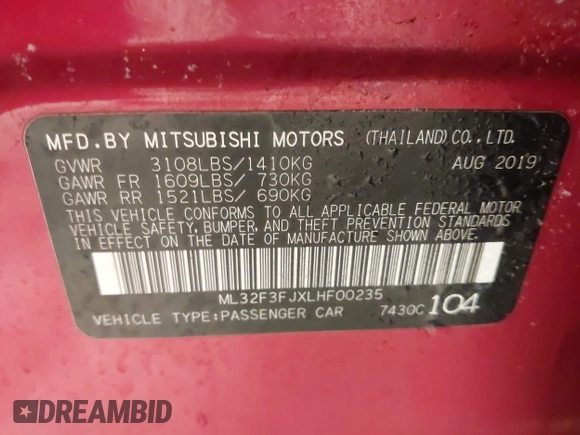 MFD.BY MITSUBISHI MOTORS (THAILAND)CO., LTD.
GVWR 3108LBS/1410KG AUG 2019
GAWR FR 1609LBS/ 730KG
GAWR RR 1521LBS/ 690KG
THIS VEHICLE CONFORMS TO ALL APPLICABLE FEDERAL MOTOR
VEHICLE SAFETY, BUMPER, AND THEFT PREVENTION STANDARDS
IN EFFECT ON THE DATE OF MANUFACTURE SHOWN ABOVE.
ML32F3FJXLHF00235
VEHICLE TYPE:PASSENGER CAR 7430C 104
DREAMBID